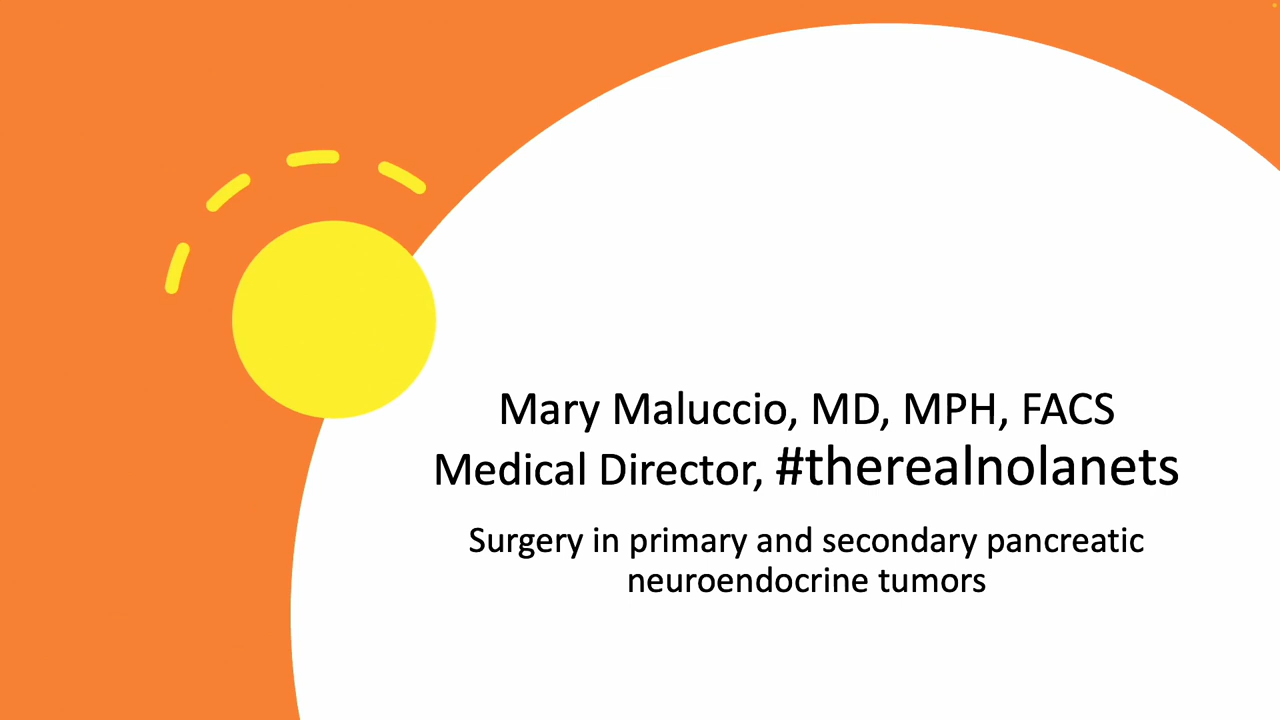 Mary Maluccio, MD, MPH, FACS
Medical Director, #therealnolanets
Surgery in primary and secondary pancreatic
neuroendocrine tumors